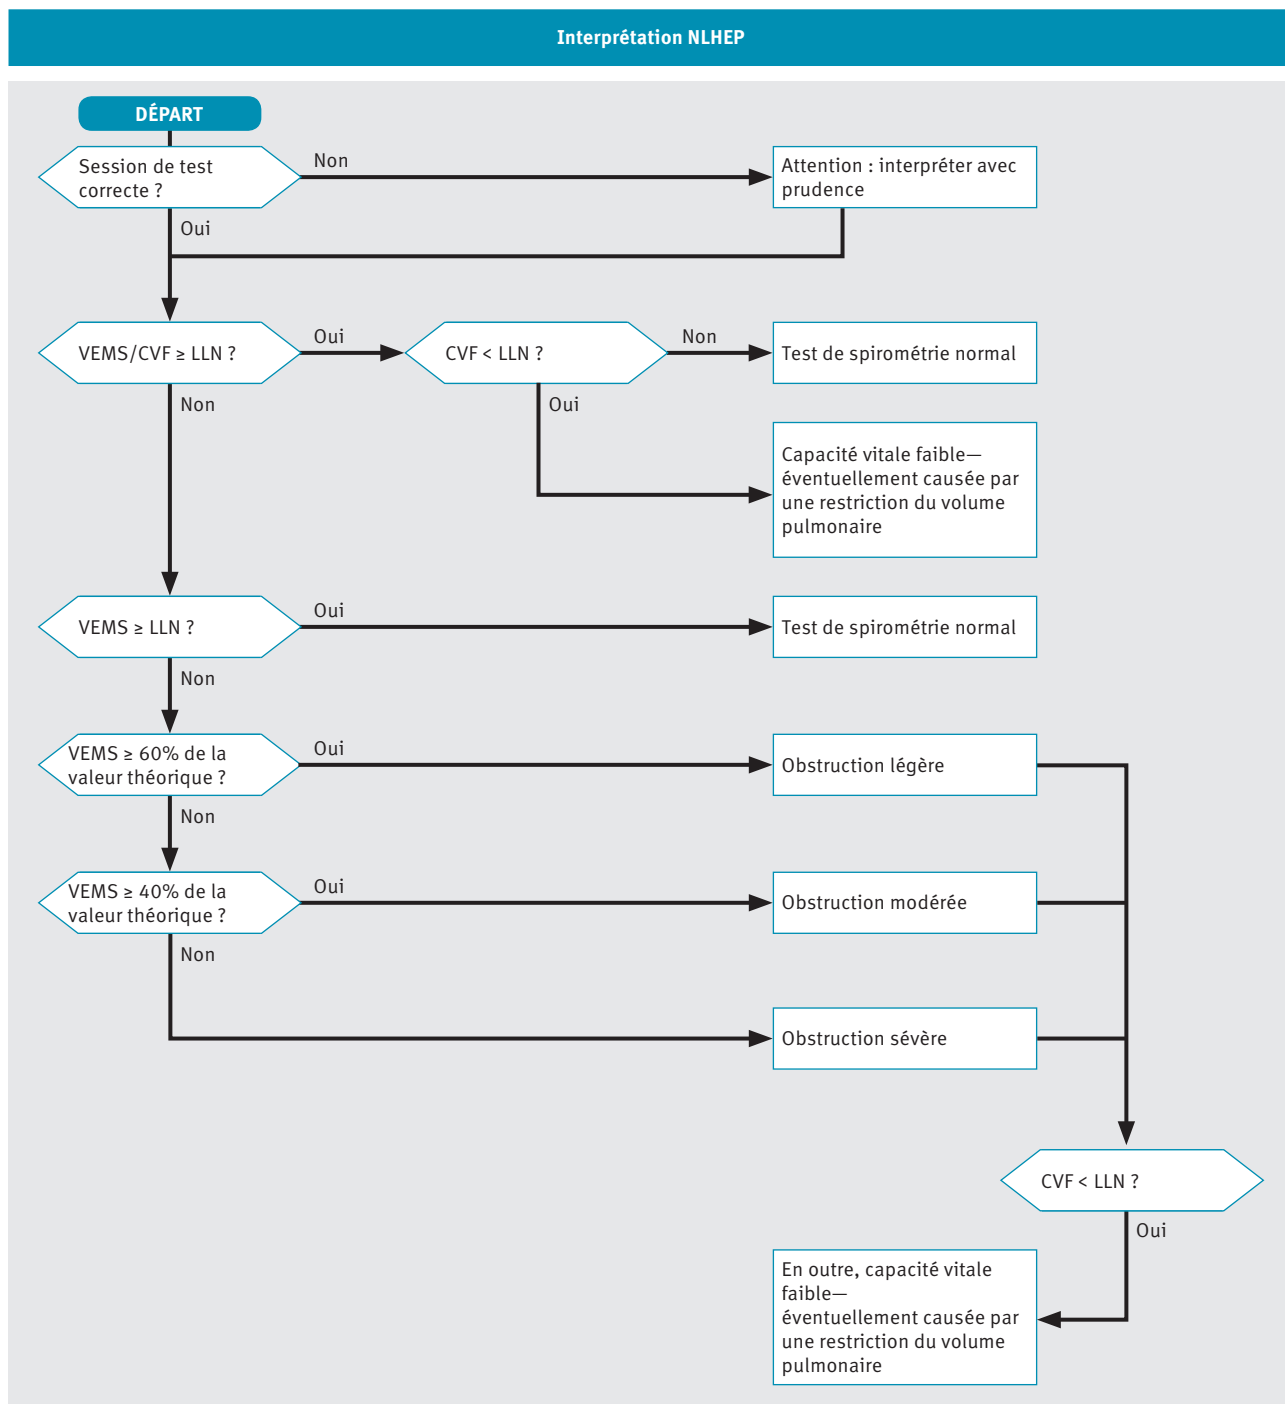 Interprétation NLHEP
DÉPART
Session de test
correcte ?
Non
Attention : interpréter avec
prudence
Oui
VEMS/CVF ≥ LLN ?
Oui
CVF < LLN ?
Non
Test de spirométrie normal
Non
Oui
Capacité vitale faible—
éventuellement causée par
une restriction du volume
pulmonaire
VEMS ≥ LLN ?
Oui
Test de spirométrie normal
Non
VEMS ≥ 60% de la
valeur théorique ?
Oui
Obstruction légère
Non
VEMS ≥ 40% de la
valeur théorique ?
Oui
Obstruction modérée
Non
Obstruction sévère
CVF < LLN ?
Oui
En outre, capacité vitale
faible—
éventuellement causée par
une restriction du volume
pulmonaire